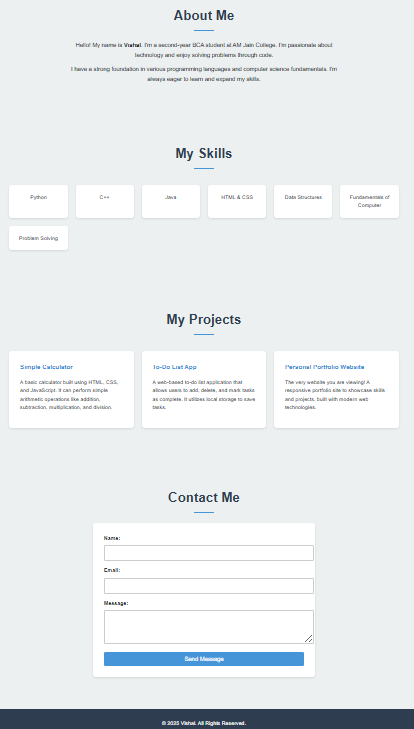 About Me
Hello! My name is Vishal. I'm a second-year BCA student at AM Jain College. I'm passionate about
technology and enjoy solving problems through code.
I have a strong foundation in various programming languages and computer science fundamentals. I'm
always eager to learn and expand my skills.
My Skills
Python
C++
Java
HTML & CSS
Data Structures
Fundamentals of
Computer
Problem Solving
My Projects
Simple Calculator
A basic calculator built using HTML, CSS,
and JavaScript. It can perform simple
arithmetic operations like addition,
subtraction, multiplication, and division.
To-Do List App
A web-based to-do list application that
allows users to add, delete, and mark tasks
as complete. It utilizes local storage to save
tasks.
Personal Portfolio Website
The very website you are viewing! A
responsive portfolio site to showcase skills
and projects, built with modern web
technologies.
Contact Me
Name:
Email:
Message:
Send Message
© 2025 Vishal. All Rights Reserved.